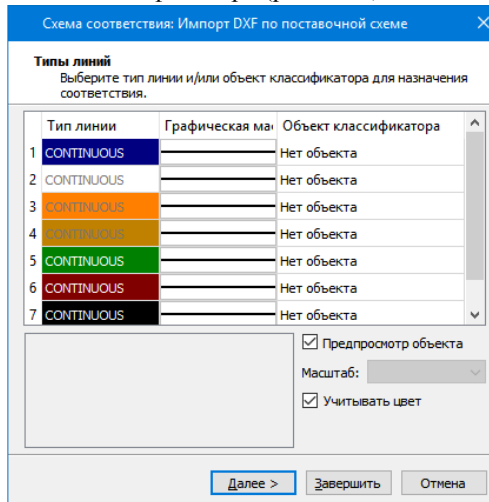 Схема соответствия: Импорт DXF по поставочной схеме
Типы линий
Выберите тип линии и/или объект классификатора для назначения
соответствия.
Тип линии Графическая мас Объект классификатора
1 CONTINUOUS Нет объекта
2 CONTINUOUS Нет объекта
3 CONTINUOUS Нет объекта
4 CONTINUOUS Нет объекта
5 CONTINUOUS Нет объекта
6 CONTINUOUS Нет объекта
7 CONTINUOUS Нет объекта
Предпросмотр объекта
Масштаб:
Учитывать цвет
Далее > Завершить Отмена